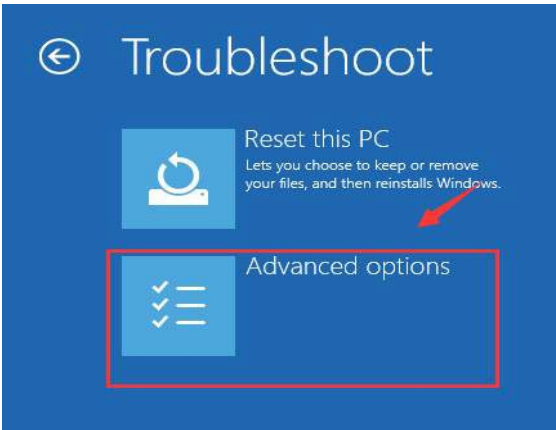 Troubleshoot
Reset this PC
Lets you choose to keep or remove
your files, and then reinstalls Windows.
Advanced options